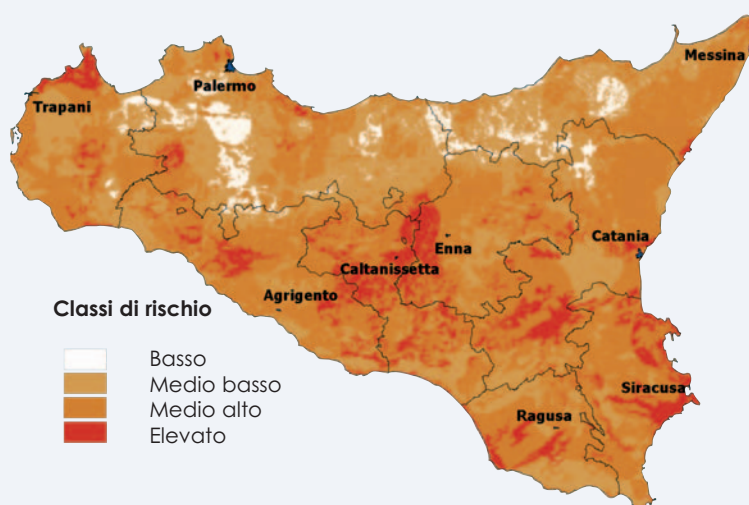 Messina
Palermo
Trapani
Catania
Enna
Caltanissetta
Agrigento
Classi di rischio
Basso
Medio basso
Medio alto
Elevato
Siracusa
Ragusa